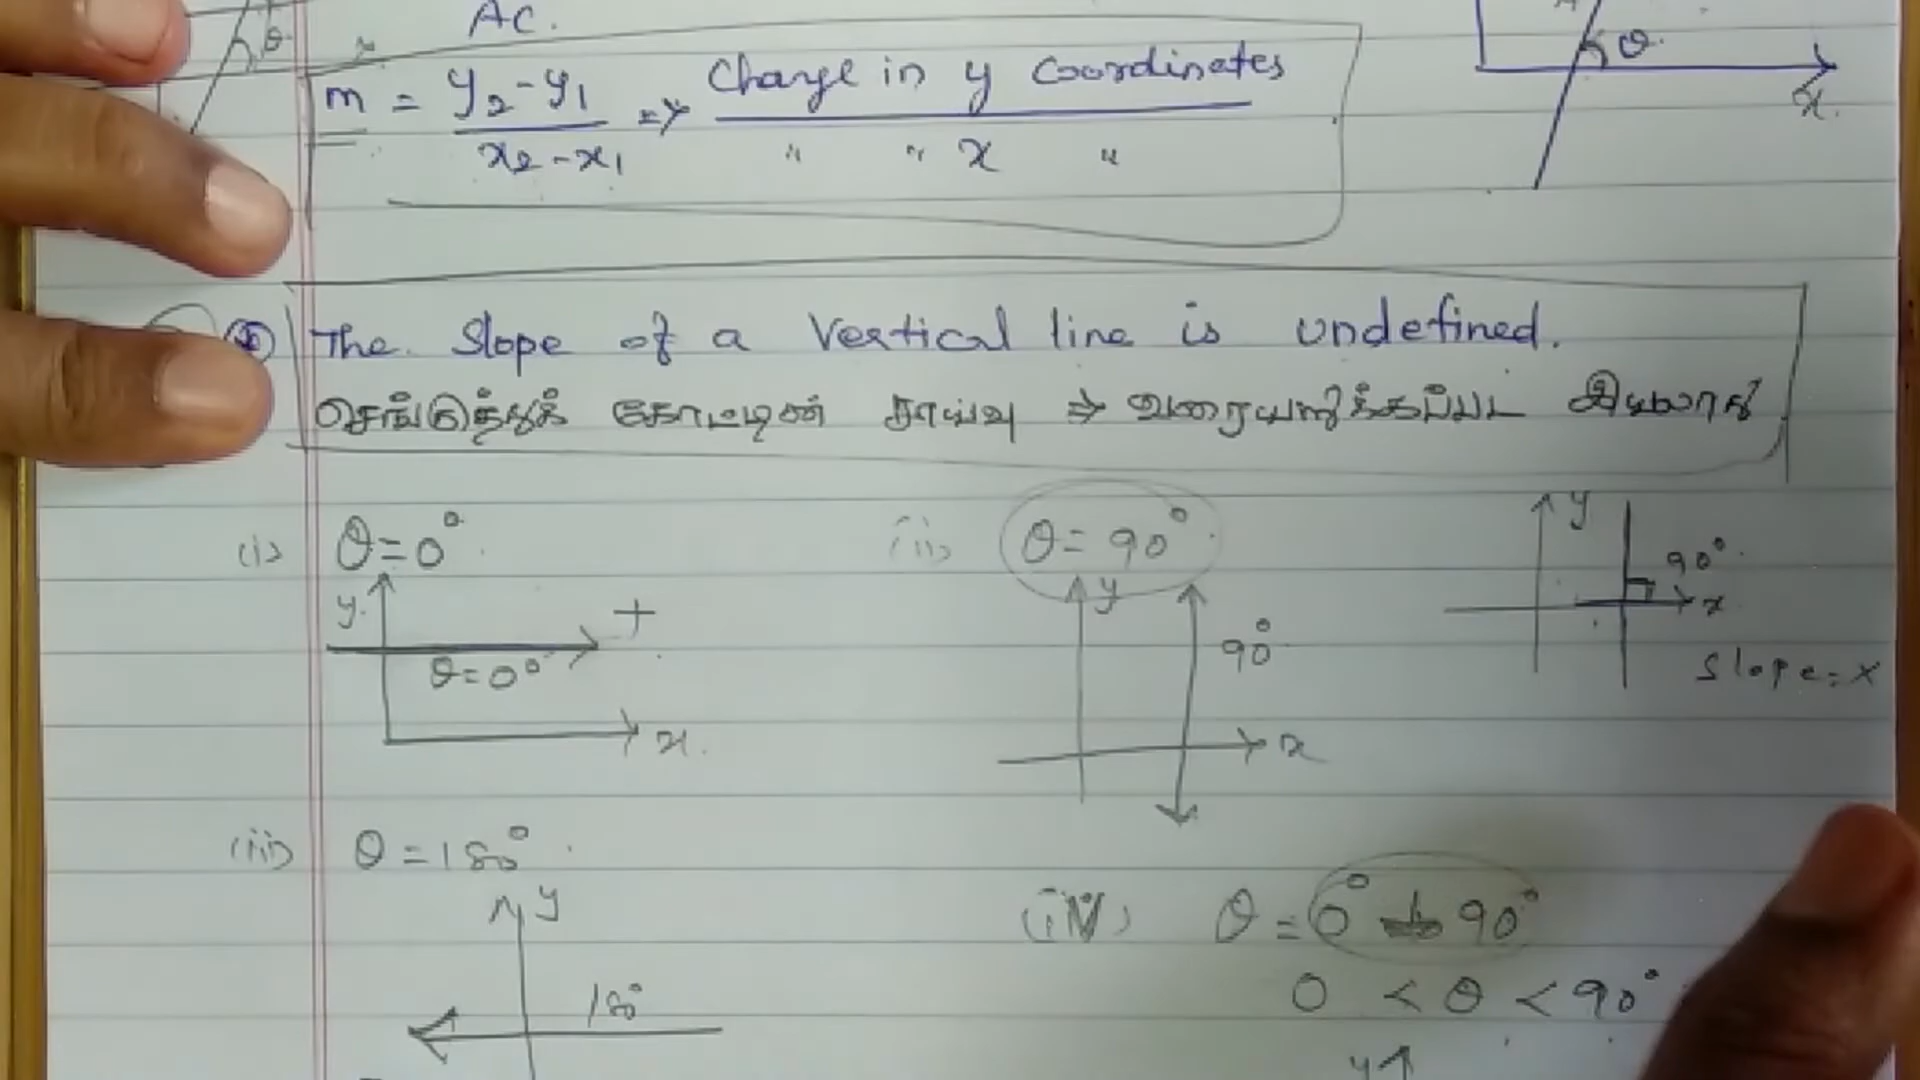 AC.
θ
m = y₂-y₁ / x₂-x₁ => Change in y coordinates / " " x "
θ
x
The Slope of a Vertical line is undefined.
செங்குத்துக் கோட்டின் சாய்வு => வரையறுக்கப்பட இயலாது
(i) θ=0°
y
+
θ=0°
x
(ii) θ=90°
y
90°
x
y
90°
x
Slope=x
(iii) θ=180°
y
180°
(iv) θ=0° to 90°
0 < θ < 90°
y